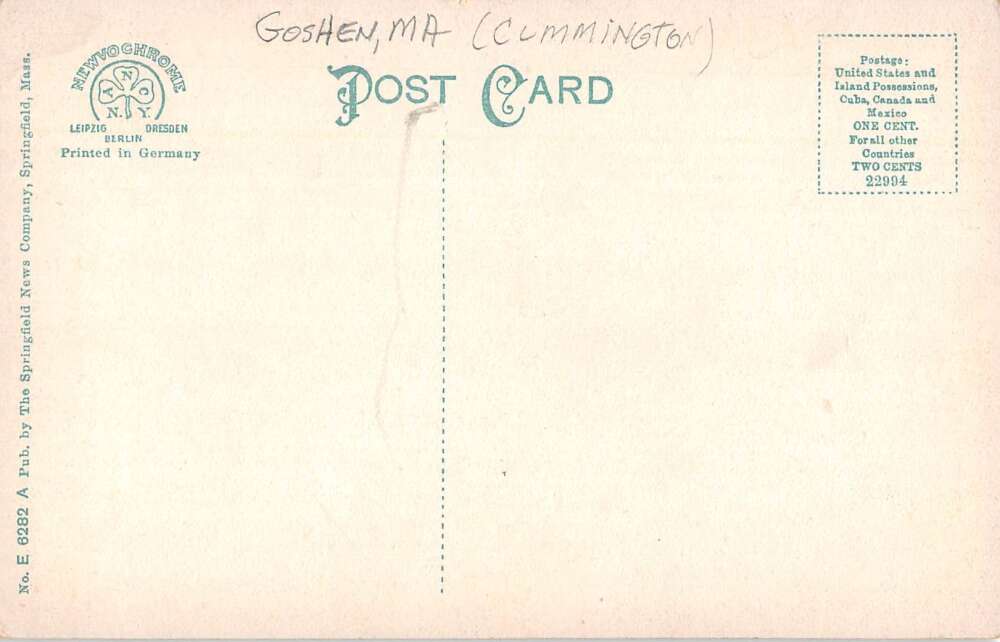 GOSHEN, MA (CUMMINGTON)
POST CARD
NEWVOCHROME
A N C
N. Y.
LEIPZIG DRESDEN
BERLIN
Printed in Germany
Postage:
United States and
Island Possessions,
Cuba, Canada and
Mexico
ONE CENT.
For all other
Countries
TWO CENTS
22994
No. E 6282 A Pub. by The Springfield News Company, Springfield, Mass.